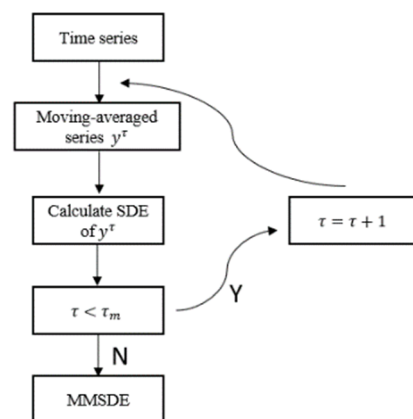 Time series
Moving-averaged
series y^τ
Calculate SDE
of y^τ
τ = τ + 1
τ < τ_m
Y
N
MMSDE